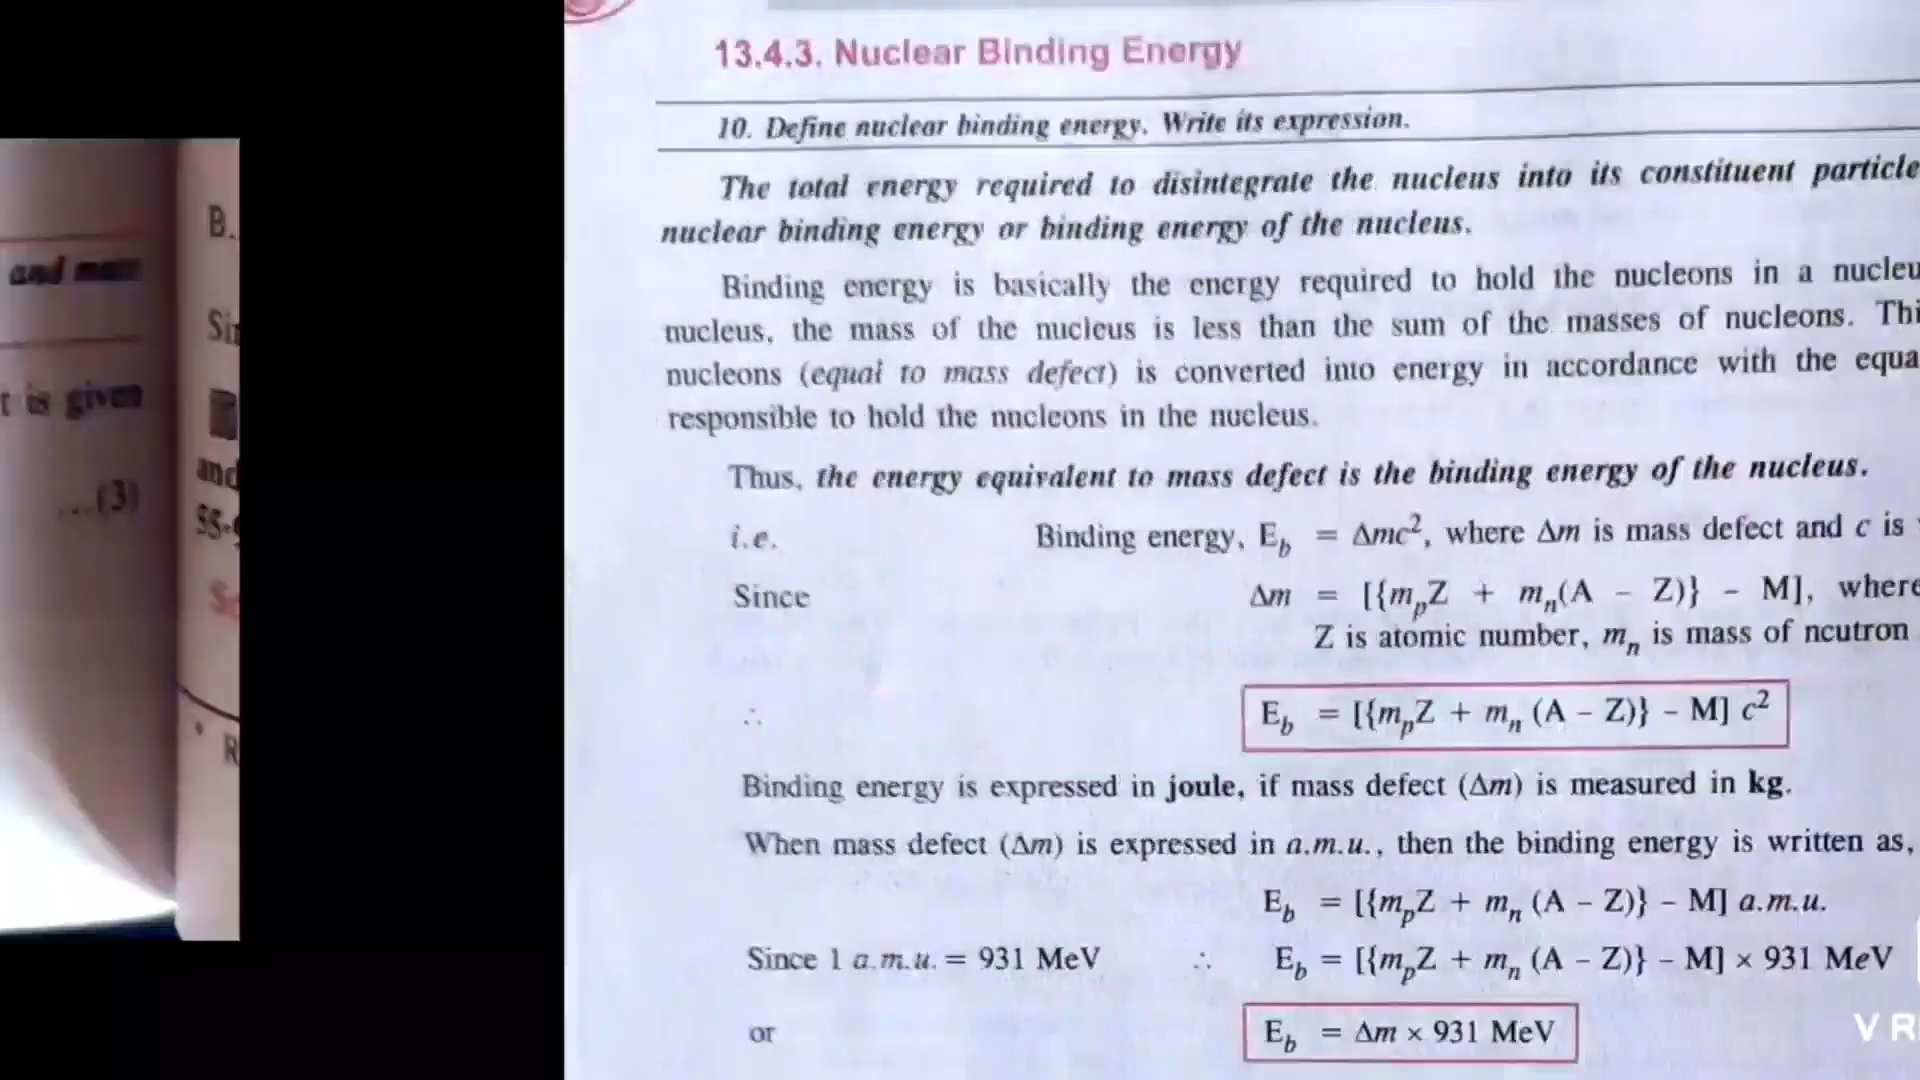 and mass
t is given
...(3)
B.
Sin
and
55-
R
13.4.3. Nuclear Binding Energy
10. Define nuclear binding energy. Write its expression.
The total energy required to disintegrate the nucleus into its constituent particle
nuclear binding energy or binding energy of the nucleus.
Binding energy is basically the energy required to hold the nucleons in a nucleu
nucleus, the mass of the nucleus is less than the sum of the masses of nucleons. Thi
nucleons (equal to mass defect) is converted into energy in accordance with the equa
responsible to hold the nucleons in the nucleus.
Thus, the energy equivalent to mass defect is the binding energy of the nucleus.
i.e. Binding energy, E_b = Δmc², where Δm is mass defect and c is
Since Δm = [{m_pZ + m_n(A − Z)} − M], where
Z is atomic number, m_n is mass of neutron
∴ E_b = [{m_pZ + m_n (A − Z)} − M] c²
Binding energy is expressed in joule, if mass defect (Δm) is measured in kg.
When mass defect (Δm) is expressed in a.m.u., then the binding energy is written as,
E_b = [{m_pZ + m_n (A − Z)} − M] a.m.u.
Since 1 a.m.u. = 931 MeV ∴ E_b = [{m_pZ + m_n (A − Z)} − M] × 931 MeV
or E_b = Δm × 931 MeV
V R